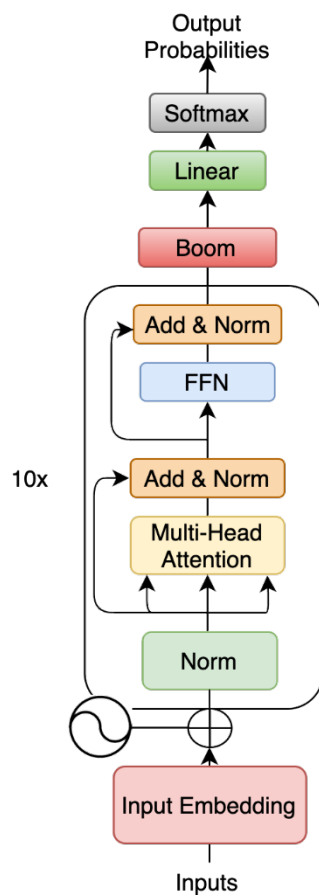 Output
Probabilities
Softmax
Linear
Boom
Add & Norm
FFN
10x
Add & Norm
Multi-Head
Attention
Norm
Input Embedding
Inputs